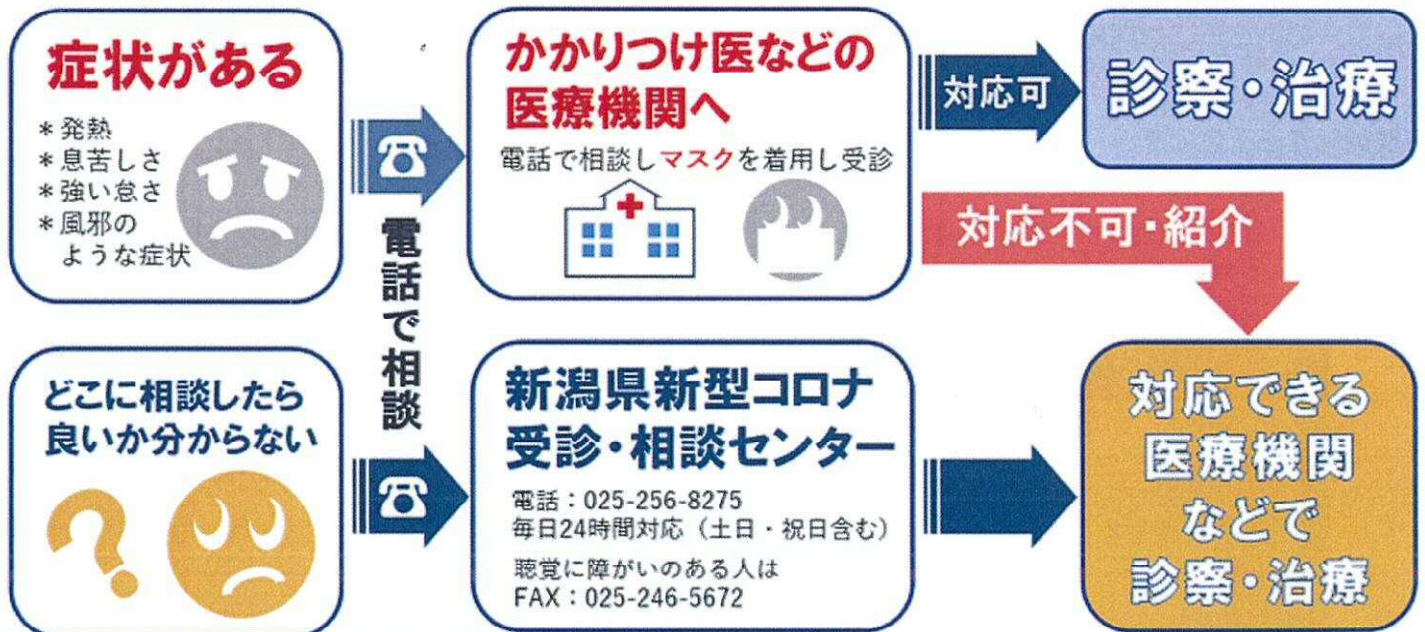 症状がある
＊発熱
＊息苦しさ
＊強い怠さ
＊風邪の
ような症状
電話で相談
かかりつけ医などの
医療機関へ
電話で相談しマスクを着用し受診
対応可
診察・治療
対応不可・紹介
どこに相談したら
良いか分からない
?
新潟県新型コロナ
受診・相談センター
電話：025-256-8275
毎日24時間対応（土日・祝日含む）
聴覚に障がいのある人は
FAX：025-246-5672
対応できる
医療機関
などで
診察・治療